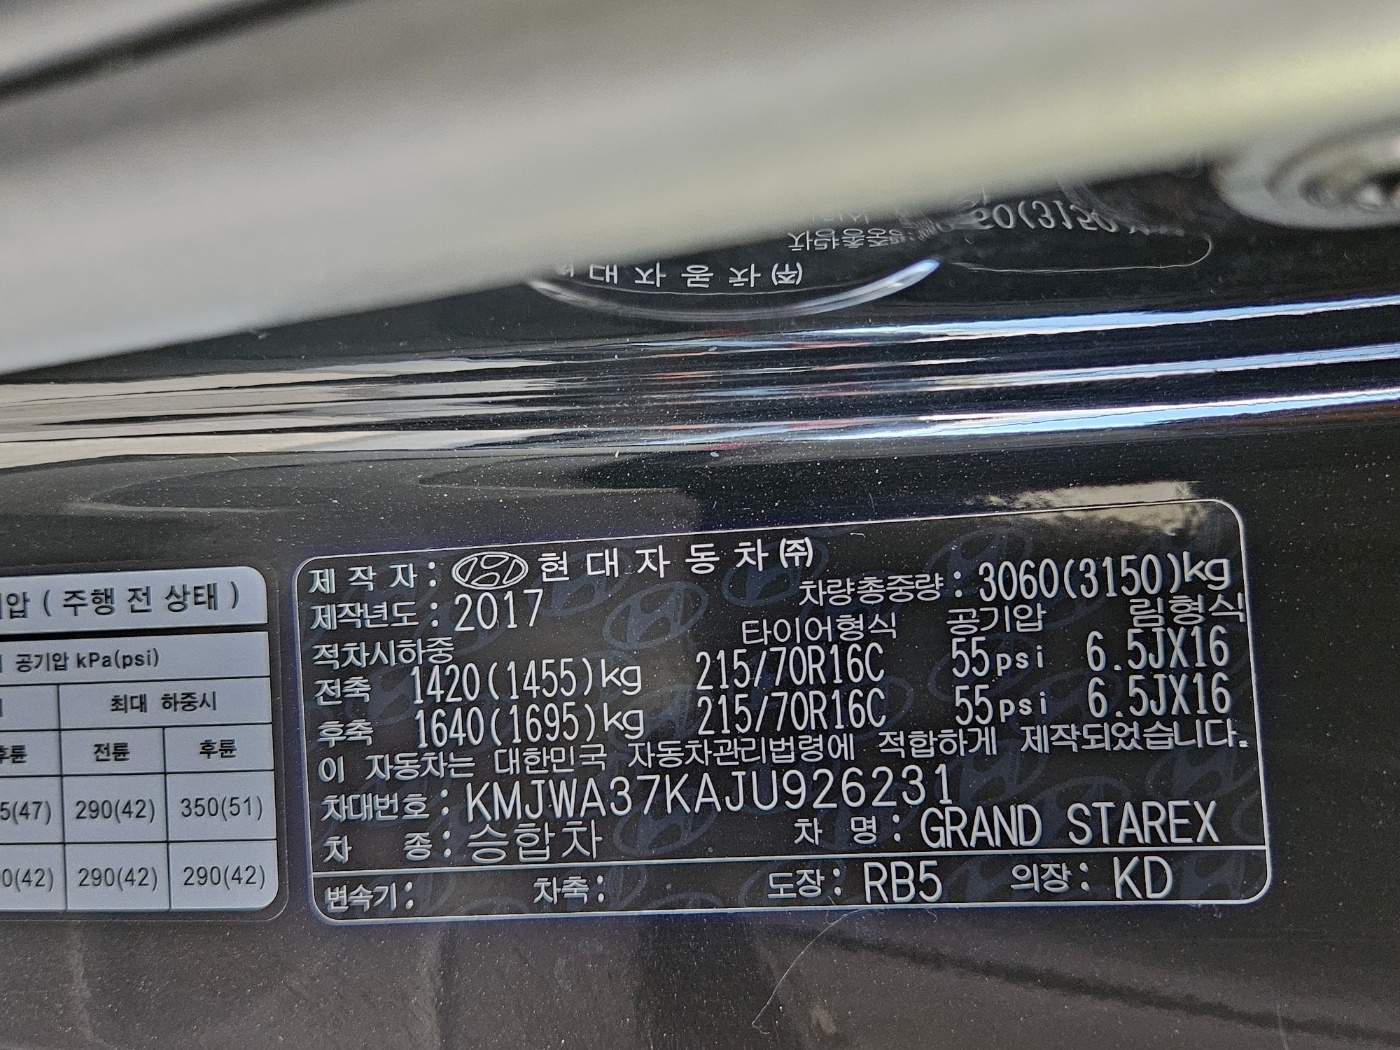 압 ( 주행 전 상태 )
공기압 kPa(psi)
최대 하중시
후륜 전륜 후륜
5(47) 290(42) 350(51)
0(42) 290(42) 290(42)
제 작 자 : 현 대 자 동 차 ㈜
제작년도 : 2017 차량총중량 : 3060(3150)kg
적차시하중 타이어형식 공기압 림형식
전축 1420(1455)kg 215/70R16C 55psi 6.5JX16
후축 1640(1695)kg 215/70R16C 55psi 6.5JX16
이 자동차는 대한민국 자동차관리법령에 적합하게 제작되었습니다.
차대번호 : KMJWA37KAJU926231
차 종 : 승합차 차 명 : GRAND STAREX
변속기 : 차축 : 도장 : RB5 의장 : KD